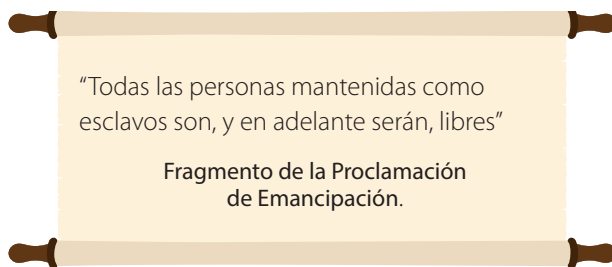 “Todas las personas mantenidas como
esclavos son, y en adelante serán, libres”
Fragmento de la Proclamación
de Emancipación.